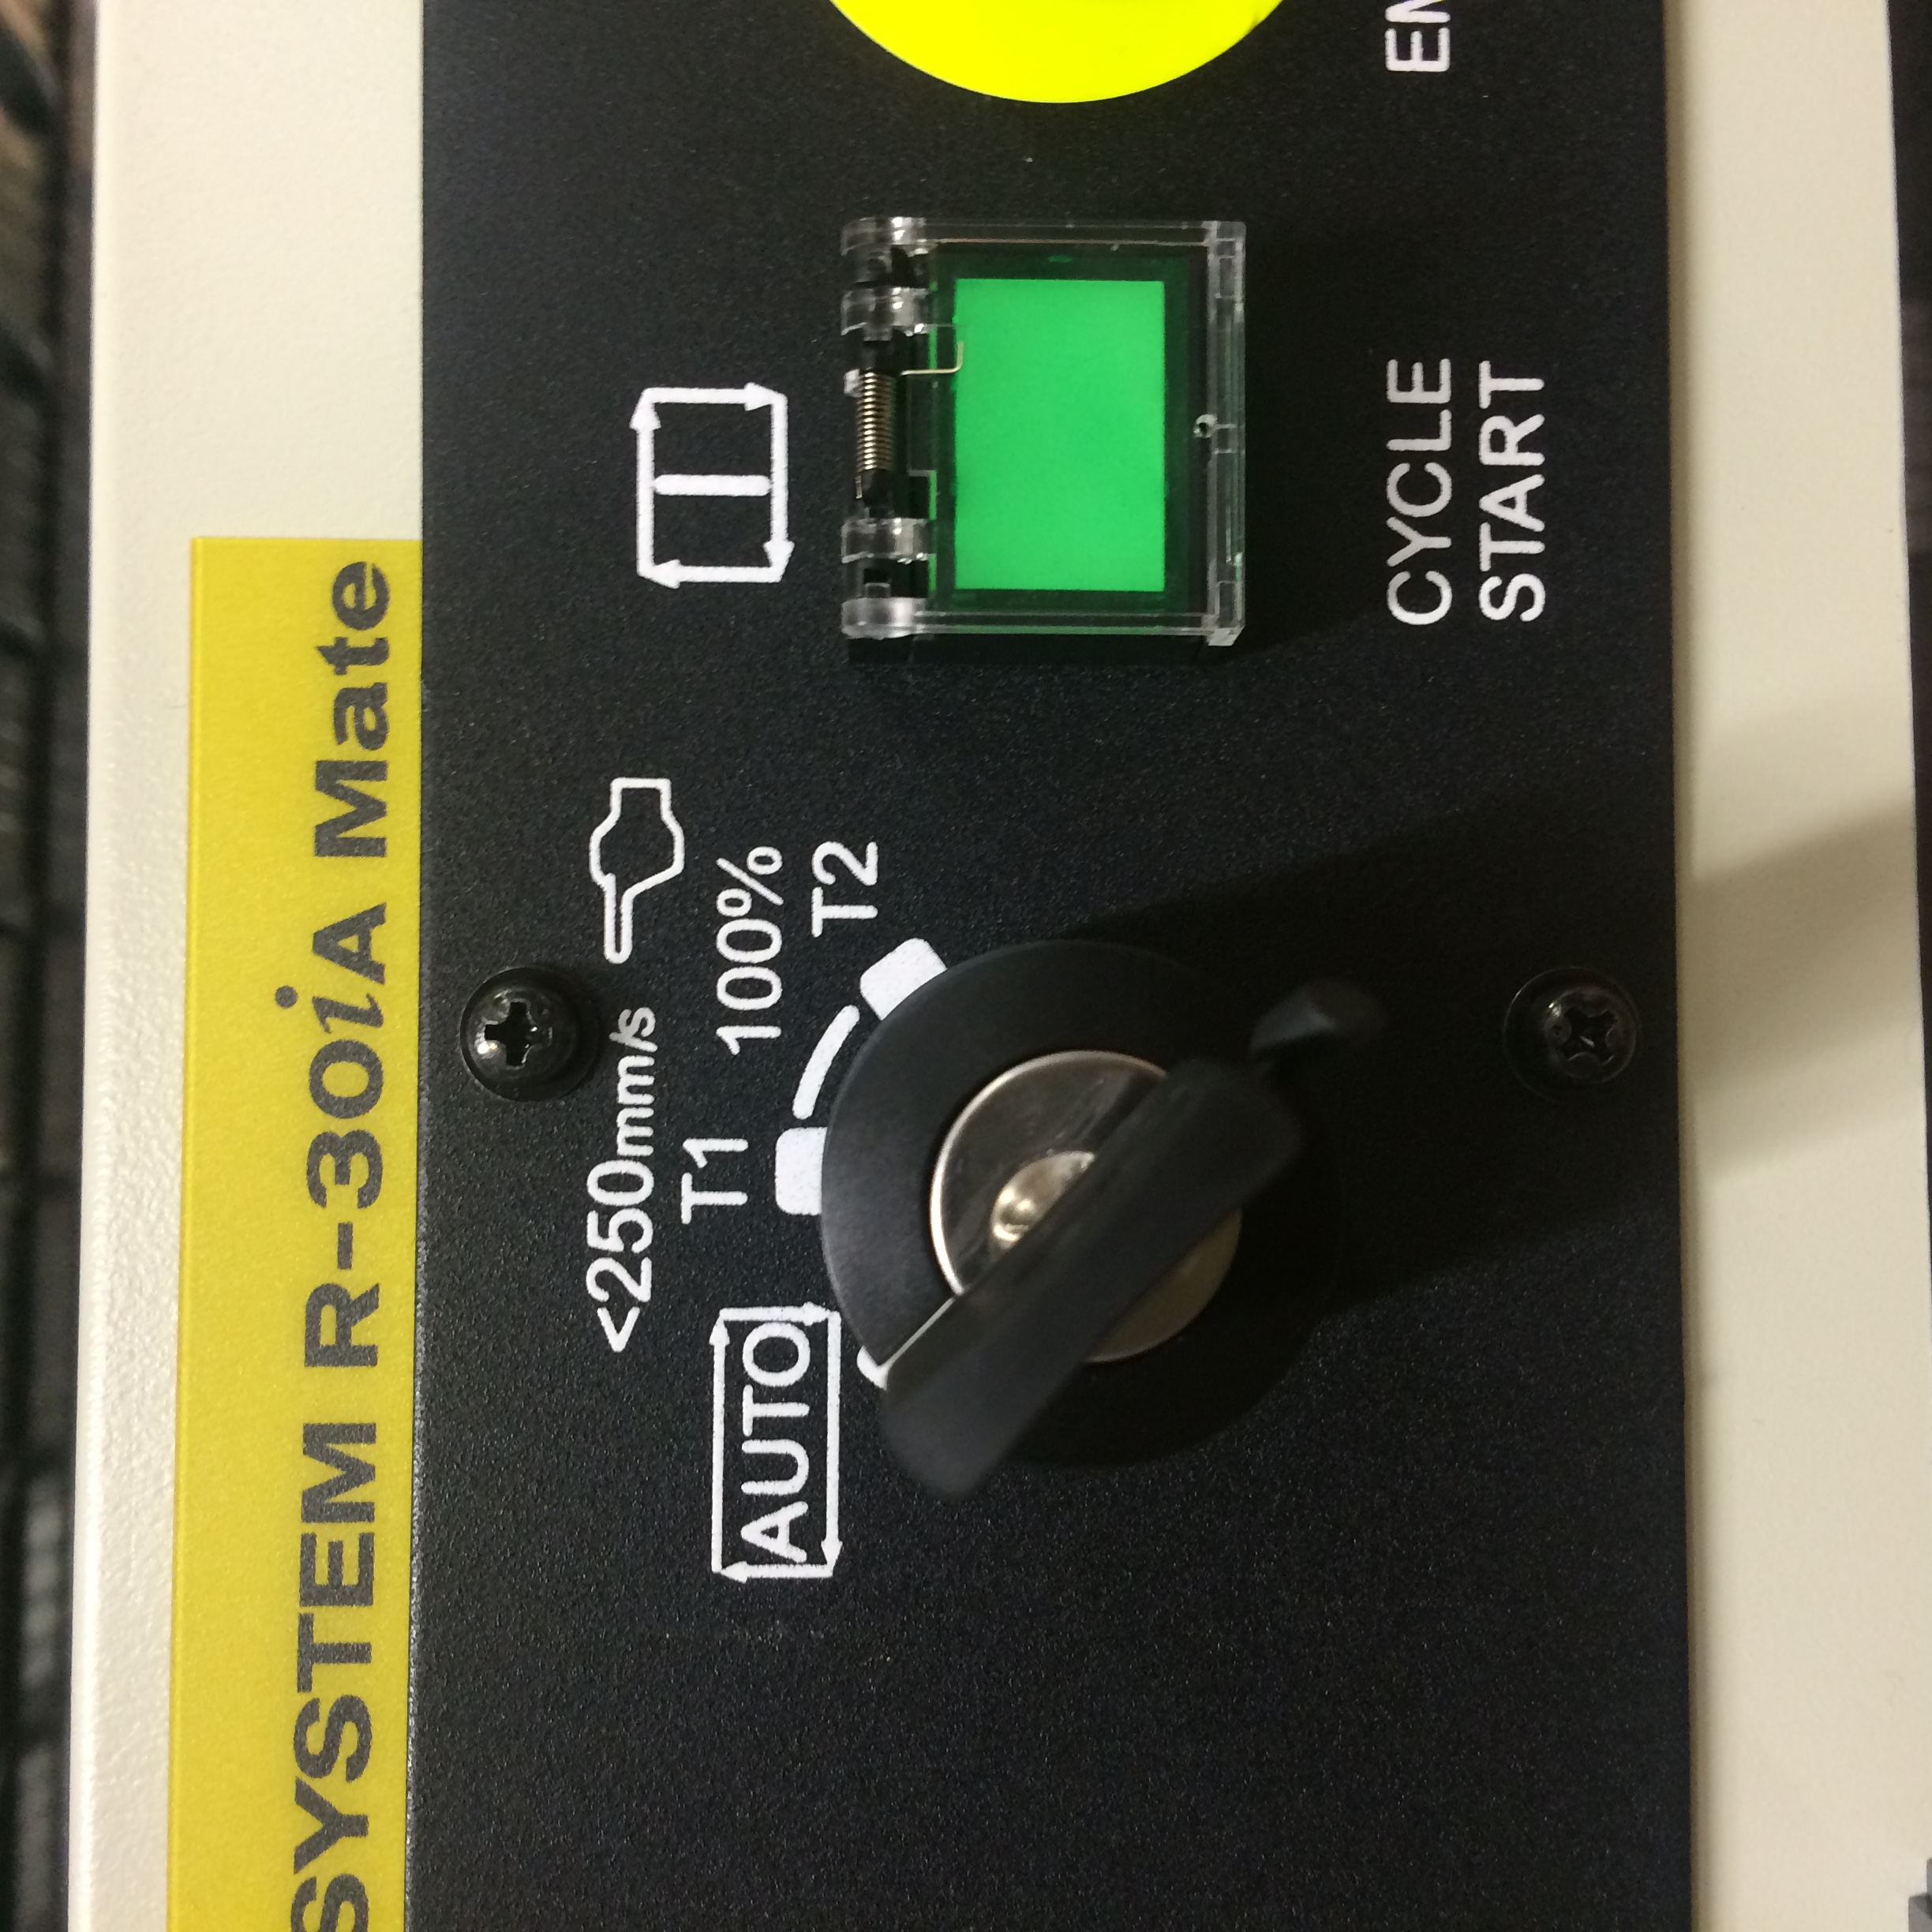 SYSTEM R-30iA Mate
<250mm/s
T1
100%
AUTO
T2
CYCLE
START
EM